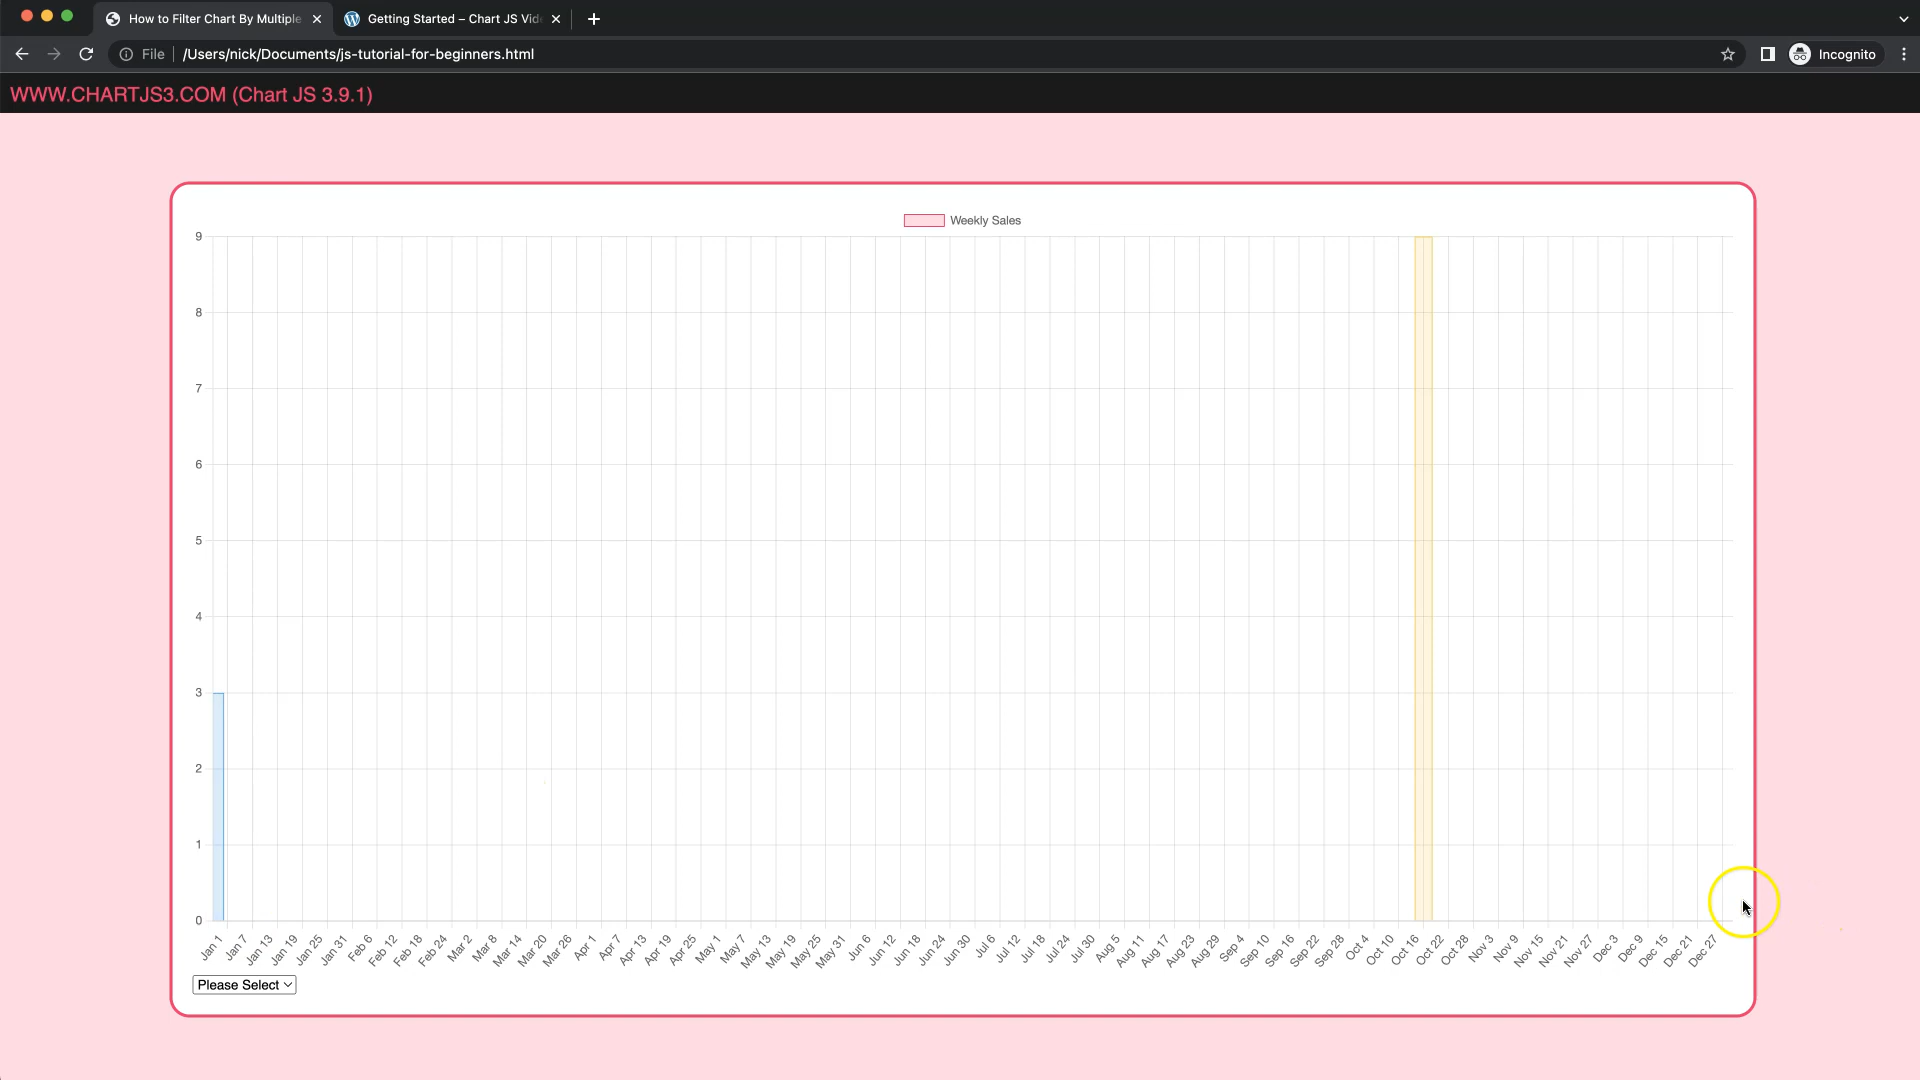 How to Filter Chart By Multiple
Getting Started – Chart JS Vid
File
/Users/nick/Documents/js-tutorial-for-beginners.html
Incognito
WWW.CHARTJS3.COM (Chart JS 3.9.1)
Weekly Sales
9
8
7
6
5
4
3
2
1
0
Jan 1
Jan 7
Jan 13
Jan 19
Jan 25
Jan 31
Feb 6
Feb 12
Feb 18
Feb 24
Mar 2
Mar 8
Mar 14
Mar 20
Mar 26
Apr 1
Apr 7
Apr 13
Apr 19
Apr 25
May 1
May 7
May 13
May 19
May 25
May 31
Jun 6
Jun 12
Jun 18
Jun 24
Jun 30
Jul 6
Jul 12
Jul 18
Jul 24
Jul 30
Aug 5
Aug 11
Aug 17
Aug 23
Aug 29
Sep 4
Sep 10
Sep 16
Sep 22
Sep 28
Oct 4
Oct 10
Oct 16
Oct 22
Oct 28
Nov 3
Nov 9
Nov 15
Nov 21
Nov 27
Dec 3
Dec 9
Dec 15
Dec 21
Dec 27
Please Select